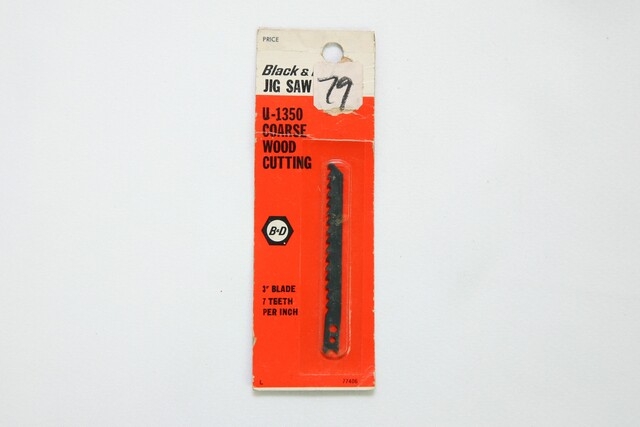 PRICE
Black &
JIG SAW
79
U-1350
COARSE
WOOD
CUTTING
B+D
3" BLADE
7 TEETH
PER INCH
L